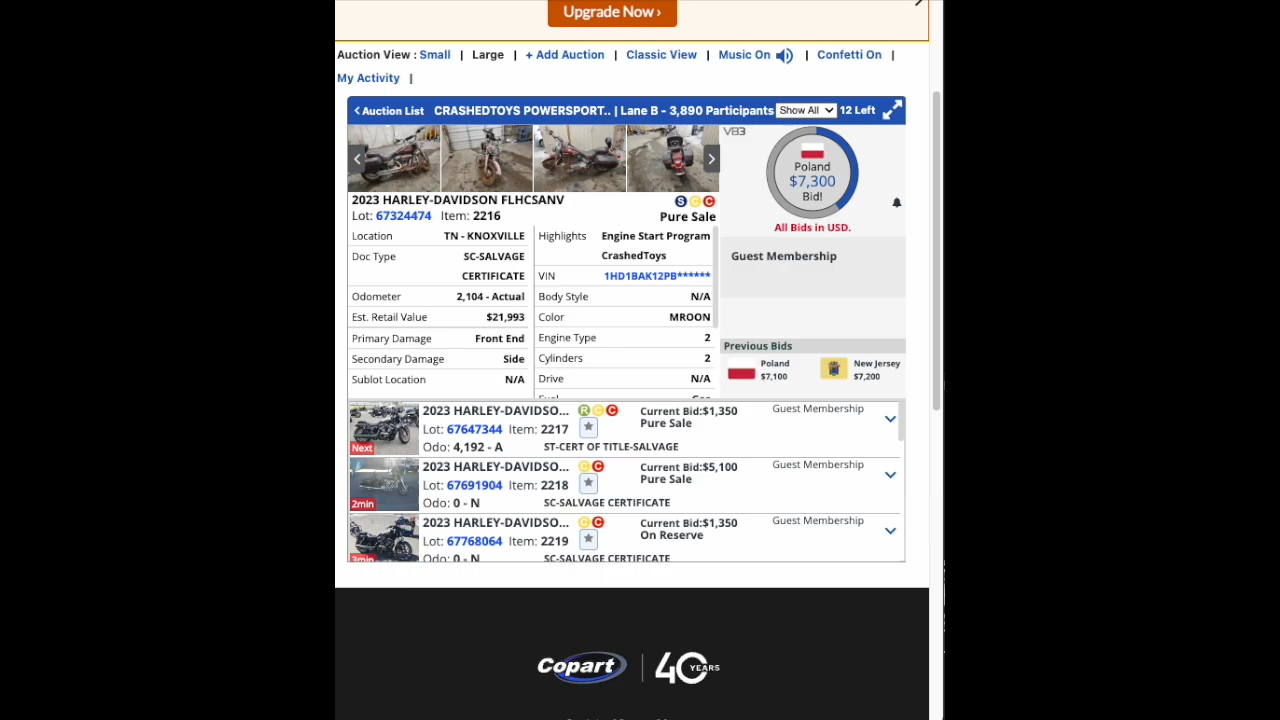 Upgrade Now ›
Auction View : Small | Large | + Add Auction | Classic View | Music On | Confetti On |
My Activity |
Auction List CRASHEDTOYS POWERSPORT.. | Lane B - 3,890 Participants Show All 12 Left
VB3
Poland
$7,300
Bid!
2023 HARLEY-DAVIDSON FLHCSANV S C C
Lot: 67324474 Item: 2216 Pure Sale
All Bids in USD.
Location TN - KNOXVILLE
Doc Type SC-SALVAGE
CERTIFICATE
Odometer 2,104 - Actual
Est. Retail Value $21,993
Primary Damage Front End
Secondary Damage Side
Sublot Location N/A
Highlights Engine Start Program
CrashedToys
VIN 1HD1BAK12PB******
Body Style N/A
Color MROON
Engine Type 2
Cylinders 2
Drive N/A
Guest Membership
Previous Bids
Poland
$7,100
New Jersey
$7,200
2023 HARLEY-DAVIDSO... R C C Current Bid:$1,350 Guest Membership
Lot: 67647344 Item: 2217 Pure Sale
Next Odo: 4,192 - A ST-CERT OF TITLE-SALVAGE
2023 HARLEY-DAVIDSO... C C Current Bid:$5,100 Guest Membership
Lot: 67691904 Item: 2218 Pure Sale
2min Odo: 0 - N SC-SALVAGE CERTIFICATE
2023 HARLEY-DAVIDSO... C C Current Bid:$1,350 Guest Membership
Lot: 67768064 Item: 2219 On Reserve
3min Odo: 0 - N SC-SALVAGE CERTIFICATE
Copart | 40 YEARS